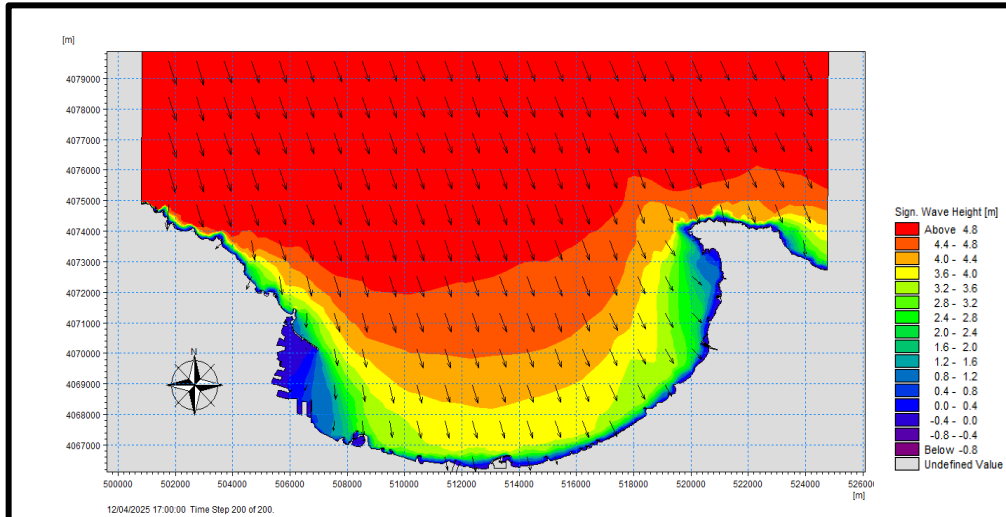 [m]
4079000
4078000
4077000
4076000
4075000
4074000
4073000
4072000
4071000
4070000
4069000
4068000
4067000
N
500000 502000 504000 506000 508000 510000 512000 514000 516000 518000 520000 522000 524000 526000
[m]
12/04/2025 17:00:00 Time Step 200 of 200.
Sign. Wave Height [m]
Above 4.8
4.4 - 4.8
4.0 - 4.4
3.6 - 4.0
3.2 - 3.6
2.8 - 3.2
2.4 - 2.8
2.0 - 2.4
1.6 - 2.0
1.2 - 1.6
0.8 - 1.2
0.4 - 0.8
0.0 - 0.4
-0.4 - 0.0
-0.8 - -0.4
Below -0.8
Undefined Value